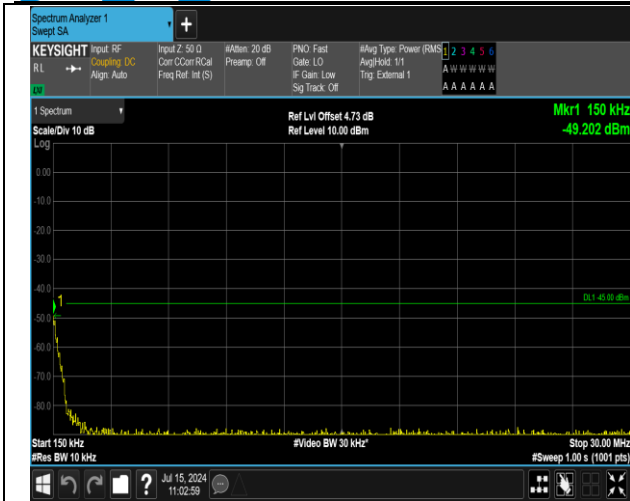 Spectrum Analyzer 1
Swept SA
+
KEYSIGHT
RL
Input: RF
Coupling: DC
Align: Auto
Input Z: 50 Ω
Corr CCorr RCal
Freq Ref: Int (S)
#Atten: 20 dB
Preamp: Off
PNO: Fast
Gate: LO
IF Gain: Low
Sig Track: Off
#Avg Type: Power (RMS
Avg|Hold: 1/1
Trig: External 1
1 2 3 4 5 6
A W W W W W
A A A A A A
1 Spectrum
Scale/Div 10 dB
Log
Ref Lvl Offset 4.73 dB
Ref Level 10.00 dBm
Mkr1 150 kHz
-49.202 dBm
0.00
-10.0
-20.0
-30.0
-40.0
1
DL1 -45.00 dBm
-50.0
-60.0
-70.0
-80.0
Start 150 kHz
#Video BW 30 kHz*
Stop 30.00 MHz
#Res BW 10 kHz
#Sweep 1.00 s (1001 pts)
?
Jul 15, 2024
11:02:59